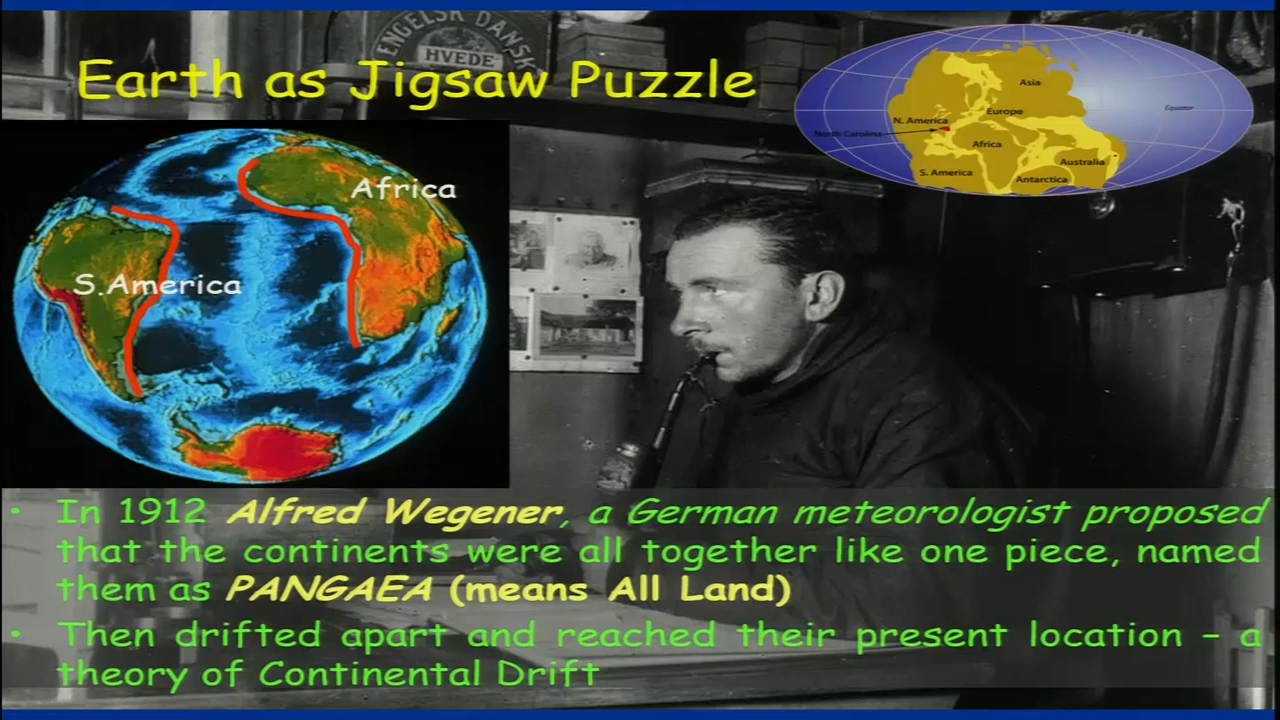 ENGELSK DANSK
HVEDE
Earth as Jigsaw Puzzle
Asia
Europe
Equator
N. America
North Carolina
Africa
Australia
S. America
Antarctica
Africa
S.America
• In 1912 Alfred Wegener, a German meteorologist proposed
that the continents were all together like one piece, named
them as PANGAEA (means All Land)
• Then drifted apart and reached their present location – a
theory of Continental Drift